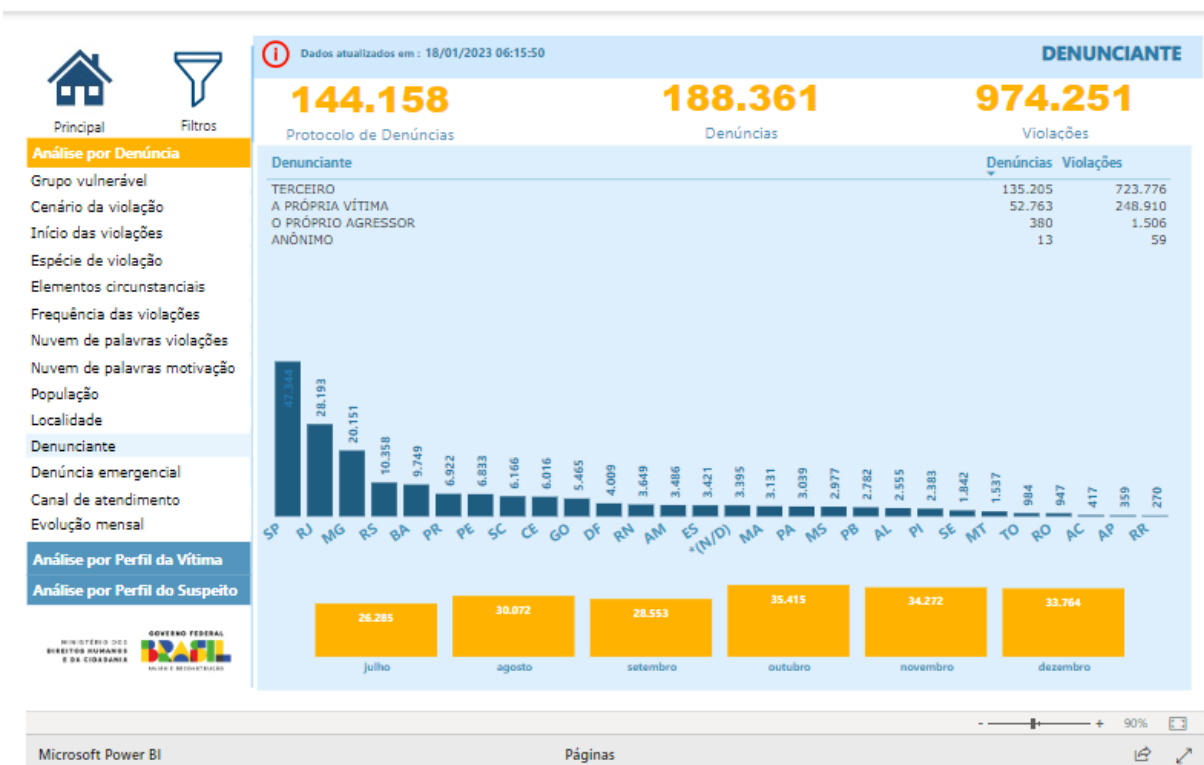 Dados atualizados em : 18/01/2023 06:15:50
DENUNCIANTE
Principal
Filtros
144.158
188.361
974.251
Protocolo de Denúncias
Denúncias
Violações
Análise por Denúncia
Grupo vulnerável
Cenário da violação
Início das violações
Espécie de violação
Elementos circunstanciais
Frequência das violações
Nuvem de palavras violações
Nuvem de palavras motivação
População
Localidade
Denunciante
Denúncia emergencial
Canal de atendimento
Evolução mensal
Análise por Perfil da Vítima
Análise por Perfil do Suspeito
MINISTÉRIO DOS
DIREITOS HUMANOS
E DA CIDADANIA
GOVERNO FEDERAL
BRASIL
UNIÃO E RECONSTRUÇÃO
Denunciante Denúncias Violações
TERCEIRO 135.205 723.776
A PRÓPRIA VÍTIMA 52.763 248.910
O PRÓPRIO AGRESSOR 380 1.506
ANÔNIMO 13 59
47.344 28.193 20.151 10.358 9.749 6.922 6.833 6.166 6.016 5.465 4.009 3.649 3.486 3.421 3.395 3.131 3.039 2.977 2.782 2.555 2.383 1.842 1.537 984 947 417 359 270
SP RJ MG RS BA PR PE SC CE GO DF RN AM ES *(N/D) MA PA MS PB AL PI SE MT TO RO AC AP RR
26.285 30.072 28.553 35.415 34.272 33.764
julho agosto setembro outubro novembro dezembro
- + 90%
Microsoft Power BI
Páginas